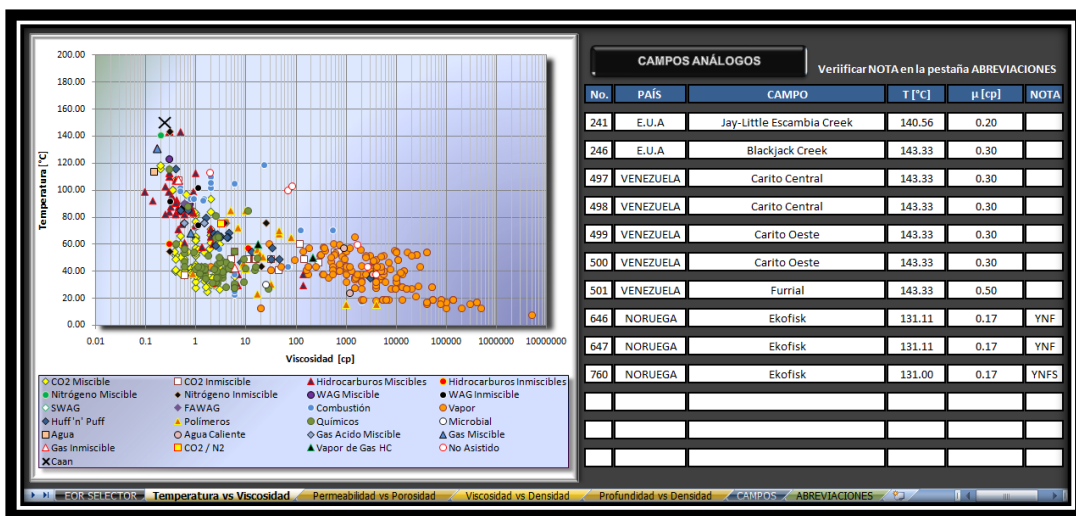 200.00
180.00
160.00
140.00
120.00
100.00
80.00
60.00
40.00
20.00
0.00
Temperatura [°C]
0.01 0.1 1 10 100 1000 10000 100000 1000000 10000000
Viscosidad [cp]
CO2 Miscible CO2 Inmiscible Hidrocarburos Miscibles Hidrocarburos Inmiscibles
Nitrógeno Miscible Nitrógeno Inmiscible WAG Miscible WAG Inmiscible
SWAG FAWAG Combustión Vapor
Huff 'n' Puff Polímeros Químicos Microbial
Agua Agua Caliente Gas Acido Miscible Gas Miscible
Gas Inmiscible CO2 / N2 Vapor de Gas HC No Asistido
Caan
CAMPOS ANÁLOGOS
Veriificar NOTA en la pestaña ABREVIACIONES
No. PAÍS CAMPO T [°C] µ [cp] NOTA
241 E.U.A Jay-Little Escambia Creek 140.56 0.20
246 E.U.A Blackjack Creek 143.33 0.30
497 VENEZUELA Carito Central 143.33 0.30
498 VENEZUELA Carito Central 143.33 0.30
499 VENEZUELA Carito Oeste 143.33 0.30
500 VENEZUELA Carito Oeste 143.33 0.30
501 VENEZUELA Furrial 143.33 0.50
646 NORUEGA Ekofisk 131.11 0.17 YNF
647 NORUEGA Ekofisk 131.11 0.17 YNF
760 NORUEGA Ekofisk 131.00 0.17 YNFS
EOR SELECTOR Temperatura vs Viscosidad Permeabilidad vs Porosidad Viscosidad vs Densidad Profundidad vs Densidad CAMPOS ABREVIACIONES